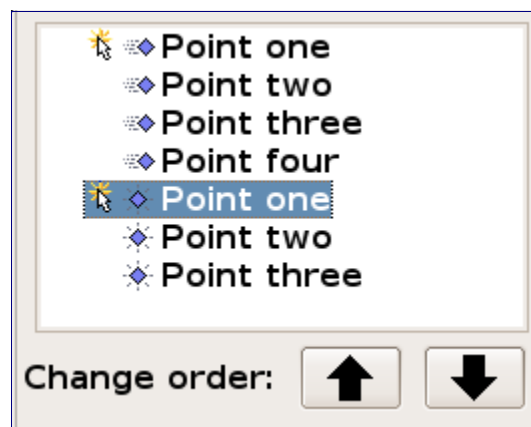 Point one
Point two
Point three
Point four
Point one
Point two
Point three
Change order: